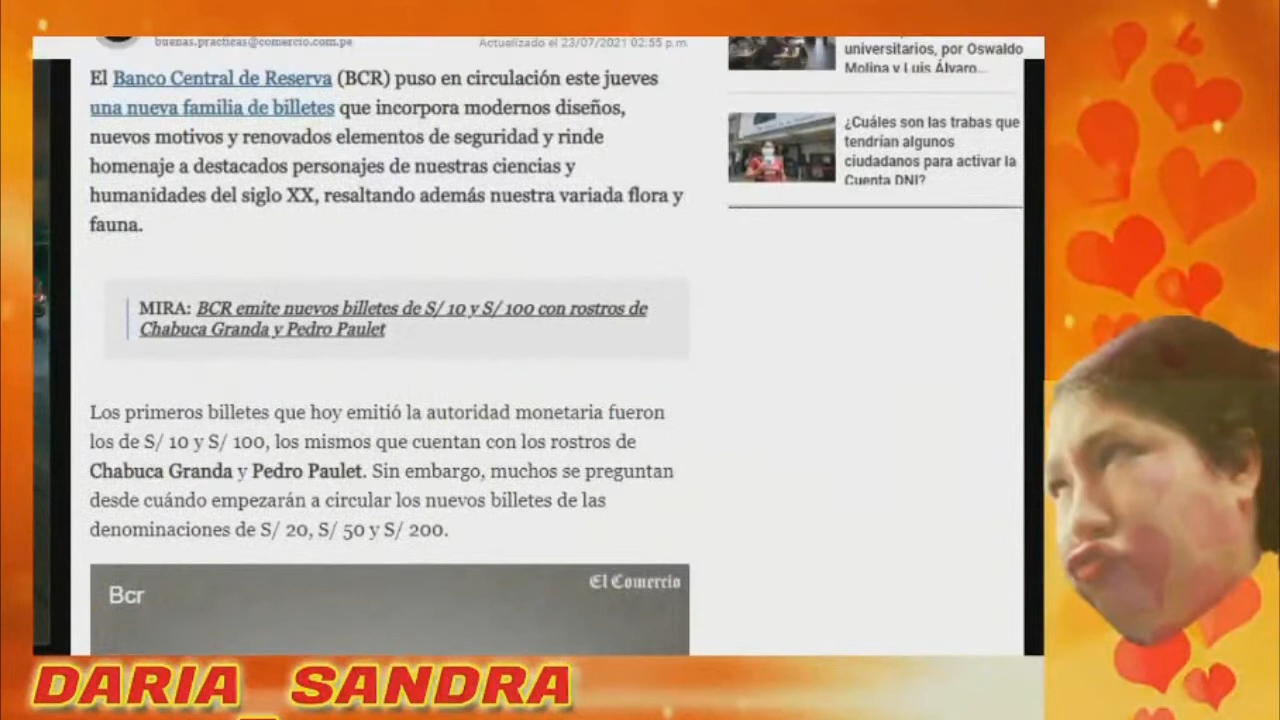 buenas.practicas@comercio.com.pe
Actualizado el 23/07/2021 02:55 p.m.
El Banco Central de Reserva (BCR) puso en circulación este jueves
una nueva familia de billetes que incorpora modernos diseños,
nuevos motivos y renovados elementos de seguridad y rinde
homenaje a destacados personajes de nuestras ciencias y
humanidades del siglo XX, resaltando además nuestra variada flora y
fauna.
MIRA: BCR emite nuevos billetes de S/ 10 y S/ 100 con rostros de
Chabuca Granda y Pedro Paulet
Los primeros billetes que hoy emitió la autoridad monetaria fueron
los de S/ 10 y S/ 100, los mismos que cuentan con los rostros de
Chabuca Granda y Pedro Paulet. Sin embargo, muchos se preguntan
desde cuándo empezarán a circular los nuevos billetes de las
denominaciones de S/ 20, S/ 50 y S/ 200.
Bcr
El Comercio
universitarios, por Oswaldo
Molina y Luis Álvaro...
¿Cuáles son las trabas que
tendrían algunos
ciudadanos para activar la
Cuenta DNI?
DARIA SANDRA